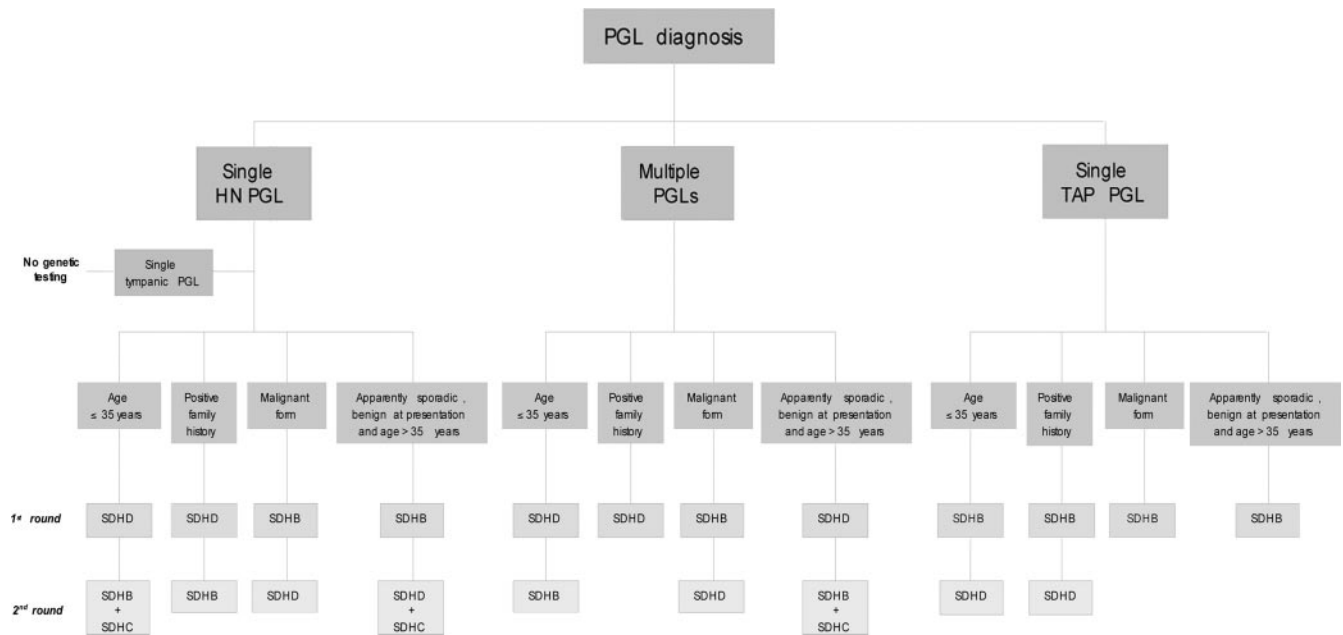 PGL diagnosis
Single
HN PGL
Multiple
PGLs
Single
TAP PGL
No genetic
testing
Single
tympanic PGL
Age
≤ 35 years
Positive
family
history
Malignant
form
Apparently sporadic ,
benign at presentation
and age > 35 years
Age
≤ 35 years
Positive
family
history
Malignant
form
Apparently sporadic ,
benign at presentation
and age > 35 years
Age
≤ 35 years
Positive
family
history
Malignant
form
Apparently sporadic ,
benign at presentation
and age > 35 years
1st round
SDHD
SDHD
SDHB
SDHB
SDHD
SDHD
SDHB
SDHD
SDHB
SDHB
SDHB
SDHB
2nd round
SDHB
+
SDHC
SDHB
SDHD
SDHD
+
SDHC
SDHB
SDHD
SDHB
+
SDHC
SDHD
SDHD